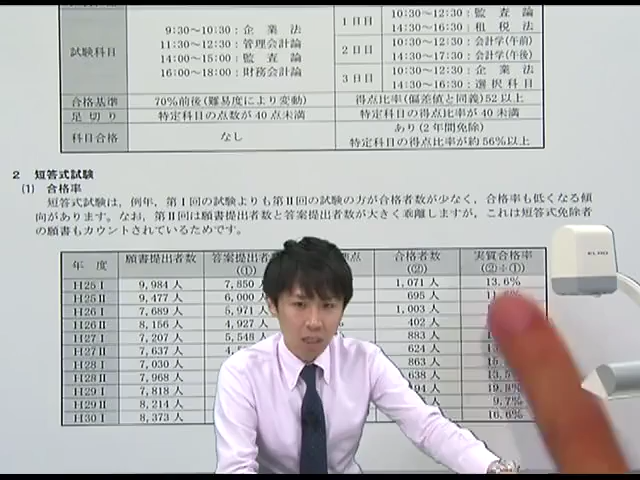 試験科目
9:30～10:30：企業法
11:30～12:30：管理会計論
14:00～15:00：監査論
16:00～18:00：財務会計論
1日目
10:30～12:30：監査論
14:30～16:30：租税法
2日目
10:30～12:30：会計学(午前)
14:30～17:30：会計学(午後)
3日目
10:30～12:30：企業法
14:30～16:30：選択科目
合格基準 70%前後(難易度により変動) 得点比率(偏差値と同義)52以上
足切り 特定科目の点数が40点未満 特定科目の得点比率が40未満
科目合格 なし あり(2年間免除)
特定科目の得点比率が約56%以上
2 短答式試験
(1) 合格率
短答式試験は，例年，第Ⅰ回の試験よりも第Ⅱ回の試験の方が合格者数が少なく，合格率も低くなる傾
向があります。なお，第Ⅱ回は願書提出者数と答案提出者数が大きく乖離しますが，これは短答式免除者
の願書もカウントされているためです。
年度 願書提出者数 答案提出者数(①) 合格者数(②) 実質合格率(②÷①)
H25Ⅰ 9,984人 7,850 1,071人 13.6%
H25Ⅱ 9,477人 6,000 695人
H26Ⅰ 7,689人 5,971 1,003人
H26Ⅱ 8,156人 4,927 402人
H27Ⅰ 7,207人 5,548 883人
H27Ⅱ 7,637人 624人
H28Ⅰ 7,030人 863人
H28Ⅱ 7,968人 638人
H29Ⅰ 7,818人
H29Ⅱ 8,214人 9.7%
H30Ⅰ 8,373人 16.6%
ELMO